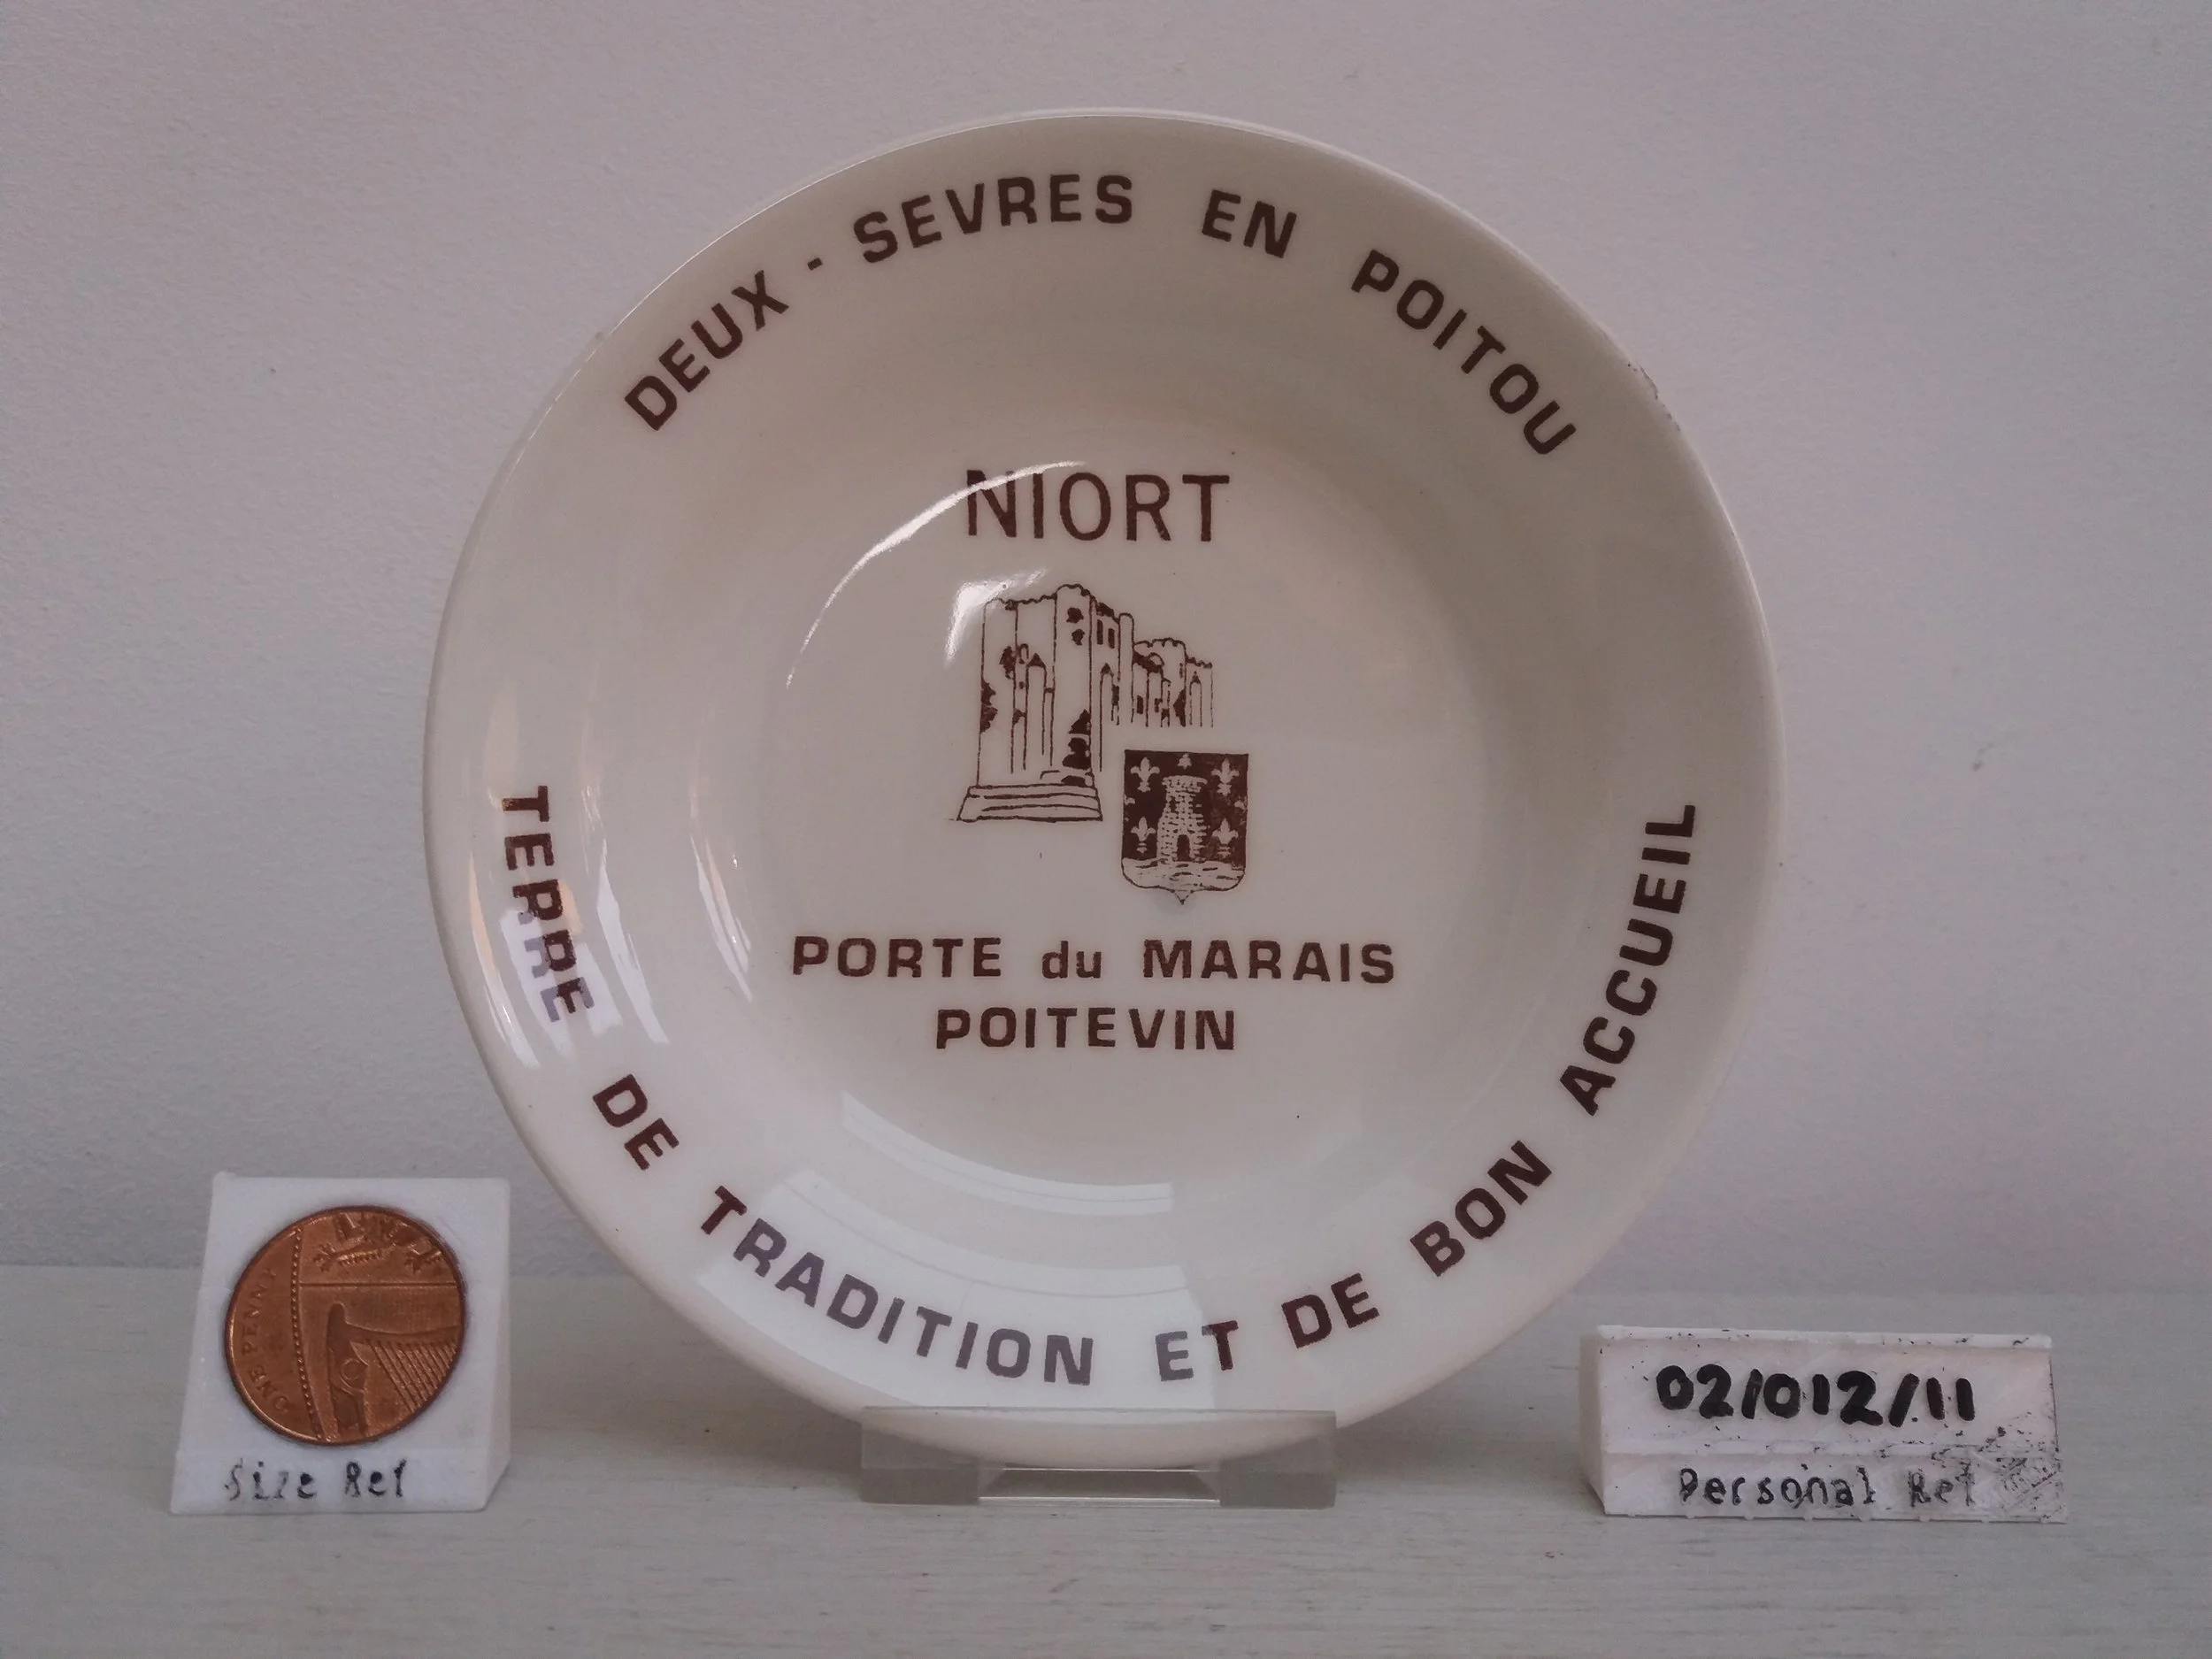 DEUX - SEVRES EN POITOU
NIORT
PORTE du MARAIS
POITEVIN
TERRE DE TRADITION ET DE BON ACCUEIL
ONE PENNY
Size Ref
02/012/11
Personal Ref